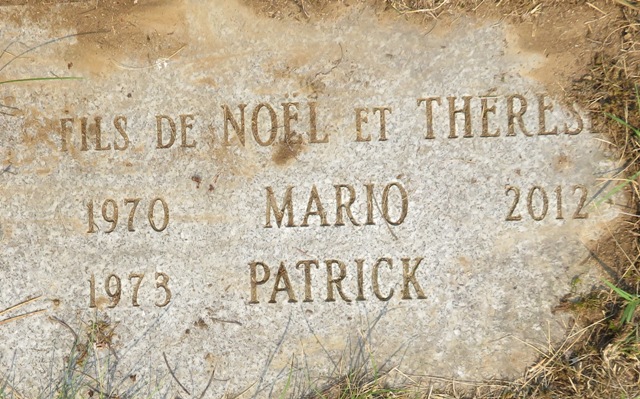 FILS DE NOËL ET THÉRÈSE
1970 MARIO 2012
1973 PATRICK